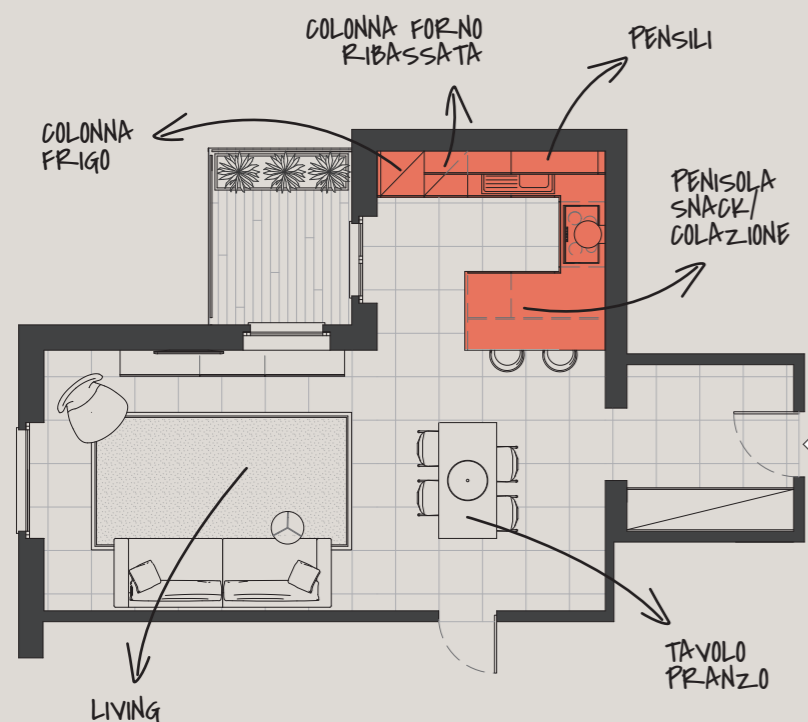 COLONNA FORNO
RIBASSATA
PENSILI
COLONNA
FRIGO
PENISOLA
SNACK/
COLAZIONE
TAVOLO
PRANZO
LIVING